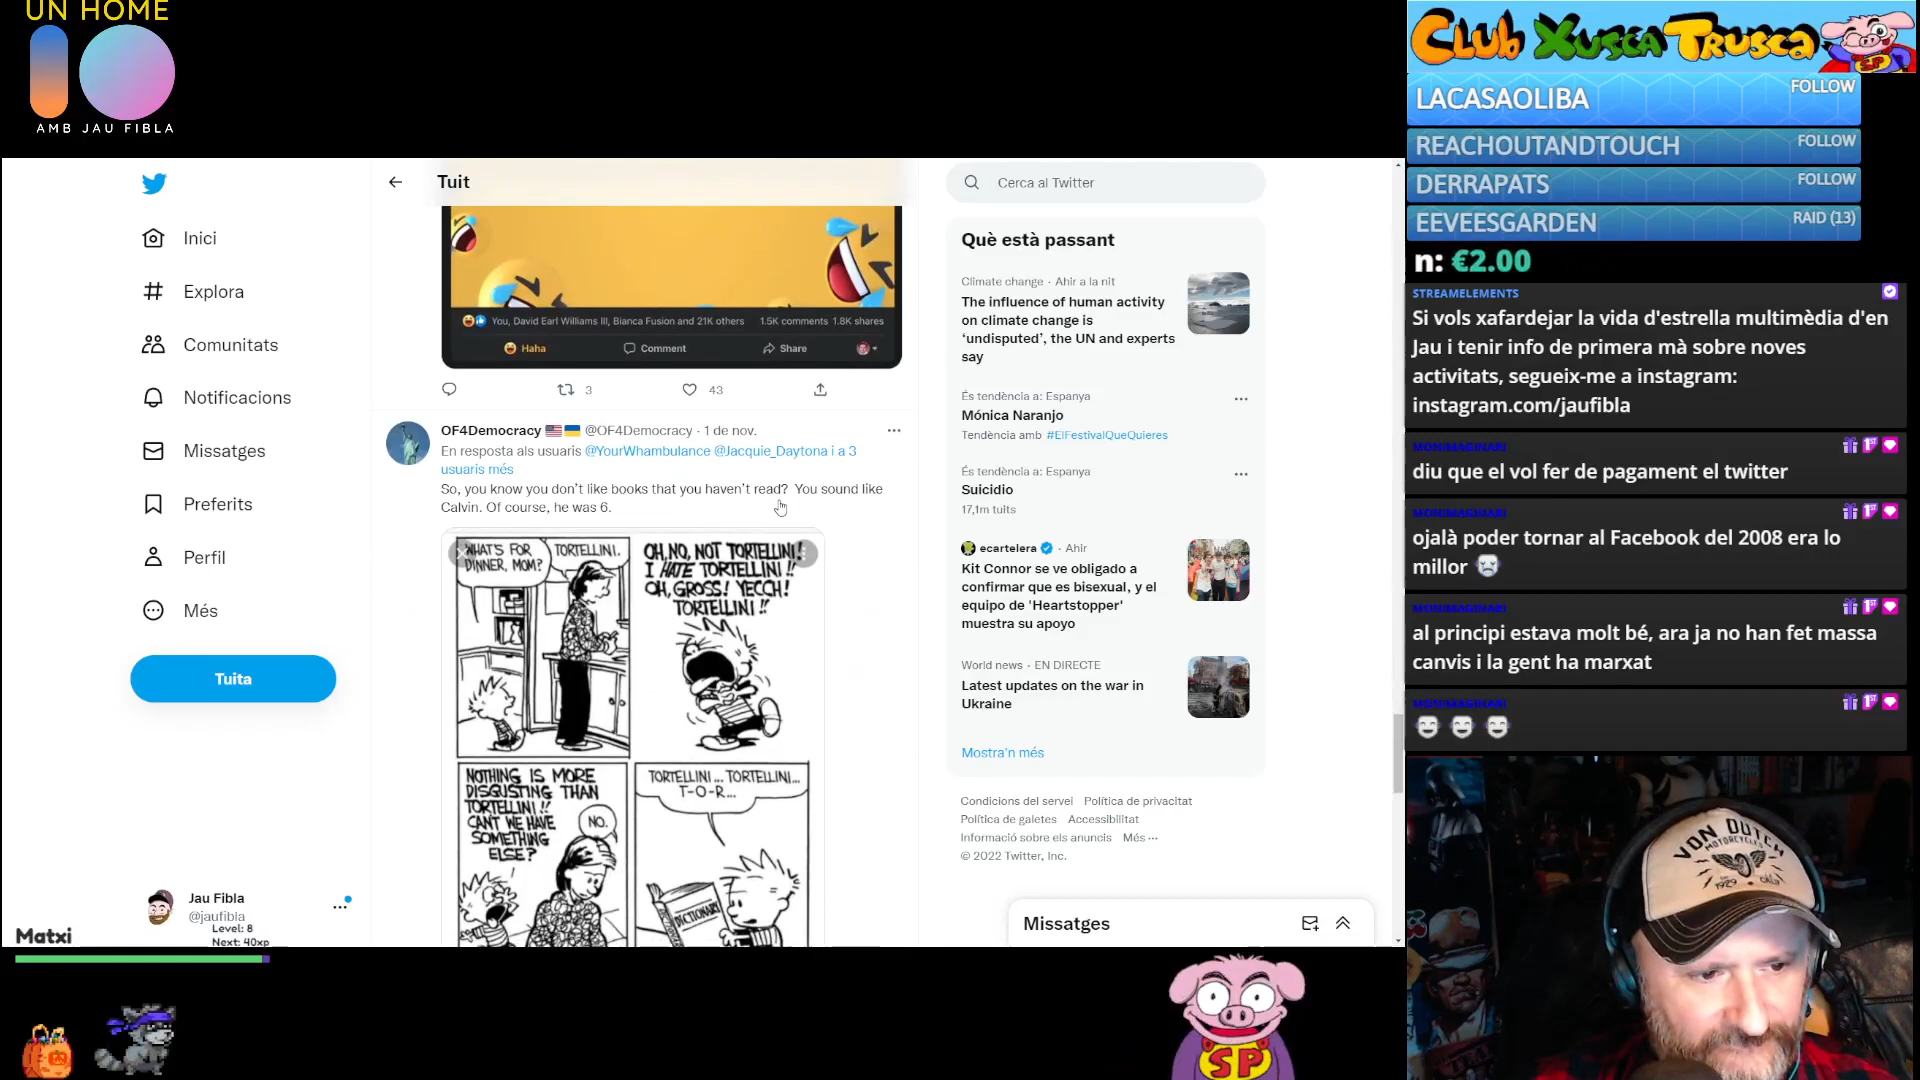 UN HOME
AMB JAU FIBLA
Inici
Explora
Comunitats
Notificacions
Missatges
Preferits
Perfil
Més
Tuita
Jau Fibla
@jaufibla
Level: 8
Next: 40xp
Matxi
Tuit
You, David Earl Williams III, Bianca Fusion and 21K others 1.5K comments 1.8K shares
Haha Comment Share
3 43
OF4Democracy @OF4Democracy · 1 de nov.
En resposta als usuaris @YourWhambulance @Jacquie_Daytona i a 3
usuaris més
So, you know you don't like books that you haven't read? You sound like
Calvin. Of course, he was 6.
WHAT'S FOR
DINNER, MOM?
TORTELLINI.
OH, NO, NOT TORTELLINI!
I HATE TORTELLINI!!
OH, GROSS! YECCH!
TORTELLINI!!
NOTHING IS MORE
DISGUSTING THAN
TORTELLINI!!
CAN'T WE HAVE
SOMETHING
ELSE?
NO.
TORTELLINI... TORTELLINI...
T-O-R...
DICTIONARY
Cerca al Twitter
Què està passant
Climate change · Ahir a la nit
The influence of human activity
on climate change is
‘undisputed’, the UN and experts
say
És tendència a: Espanya
Mónica Naranjo
Tendència amb #ElFestivalQueQuieres
És tendència a: Espanya
Suicidio
17,1m tuits
ecartelera · Ahir
Kit Connor se ve obligado a
confirmar que es bisexual, y el
equipo de 'Heartstopper'
muestra su apoyo
World news · EN DIRECTE
Latest updates on the war in
Ukraine
Mostra'n més
Condicions del servei Política de privacitat
Política de galetes Accessibilitat
Informació sobre els anuncis Més ···
© 2022 Twitter, Inc.
Missatges
SP
CLUB XUSCA TRUSCA
SP
LACASAOLIBA FOLLOW
REACHOUTANDTOUCH FOLLOW
DERRAPATS FOLLOW
EEVEESGARDEN RAID (13)
n: €2.00
STREAMELEMENTS
Si vols xafardejar la vida d'estrella multimèdia d'en
Jau i tenir info de primera mà sobre noves
activitats, segueix-me a instagram:
instagram.com/jaufibla
MONIMAGINARI
diu que el vol fer de pagament el twitter
MONIMAGINARI
ojalà poder tornar al Facebook del 2008 era lo
millor
MONIMAGINARI
al principi estava molt bé, ara ja no han fet massa
canvis i la gent ha marxat
MONIMAGINARI
VON DUTCH
MOTORCYCLES
1929